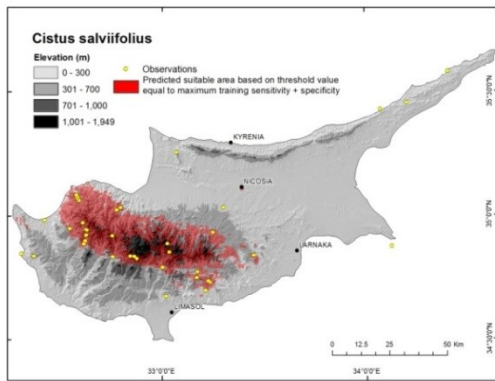 Cistus salviifolius
Elevation (m)
0 - 300
301 - 700
701 - 1,000
1,001 - 1,949
Observations
Predicted suitable area based on threshold value
equal to maximum training sensitivity + specificity
KYRENIA
NICOSIA
LARNAKA
LIMASOL
35°30'0"N
35°0'0"N
34°30'0"N
0 12.5 25 50 Km
33°0'0"E
34°0'0"E